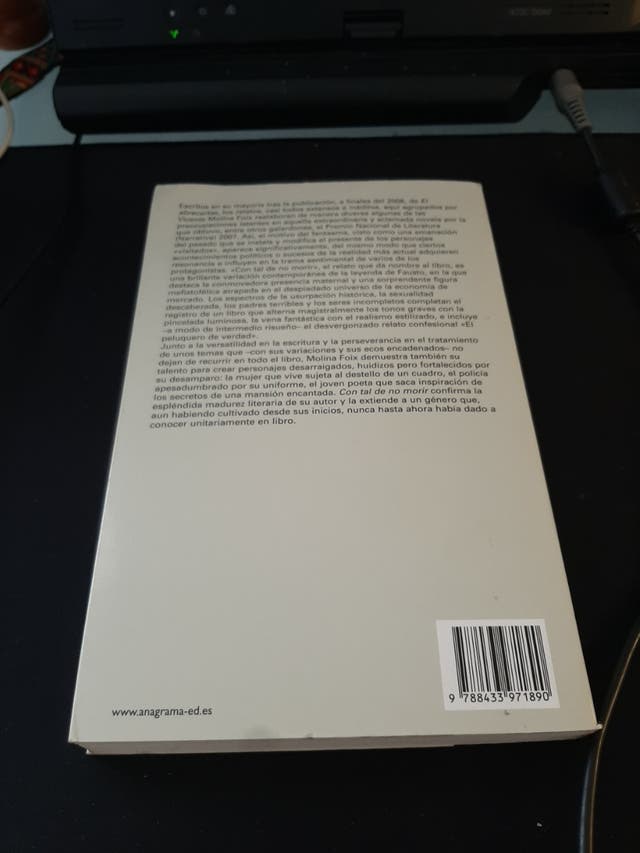 Escritos en su mayoría tras la publicación, a finales del 2006, de El
abrecartas, los relatos, casi todos extensos e inéditos, aquí agrupados por
Vicente Molina Foix reelaboran de manera diversa algunas de las
preocupaciones latentes en aquella extraordinaria y aclamada novela por la
que obtuvo, entre otros galardones, el Premio Nacional de Literatura
(Narrativa) 2007. Así, el motivo del fantasma, visto como una emanación
del pasado que se instala y modifica el presente de los personajes
«visitados», aparece significativamente, del mismo modo que ciertos
acontecimientos políticos o sucesos de la realidad más actual adquieren
resonancia e influyen en la trama sentimental de varios de los
protagonistas. «Con tal de no morir», el relato que da nombre al libro, es
una brillante variación contemporánea de la leyenda de Fausto, en la que
destaca la conmovedora presencia maternal y una sorprendente figura
mefistofélica atrapada en el despiadado universo de la economía de
mercado. Los espectros de la usurpación histórica, la sexualidad
descabezada, los padres terribles y los seres incompletos completan el
registro de un libro que alterna magistralmente los tonos graves con la
pincelada luminosa, la vena fantástica con el realismo estilizado, e incluye
–a modo de intermedio risueño– el desvergonzado relato confesional «El
peluquero de verdad».
Junto a la versatilidad en la escritura y la perseverancia en el tratamiento
de unos temas que –con sus variaciones y sus ecos encadenados– no
dejan de recurrir en todo el libro, Molina Foix demuestra también su
talento para crear personajes desarraigados, huidizos pero fortalecidos por
su desamparo: la mujer que vive sujeta al destello de un cuadro, el policía
apesadumbrado por su uniforme, el joven poeta que saca inspiración de
los secretos de una mansión encantada. Con tal de no morir confirma la
espléndida madurez literaria de su autor y la extiende a un género que,
aun habiendo cultivado desde sus inicios, nunca hasta ahora había dado a
conocer unitariamente en libro.
www.anagrama-ed.es
9 788433 971890